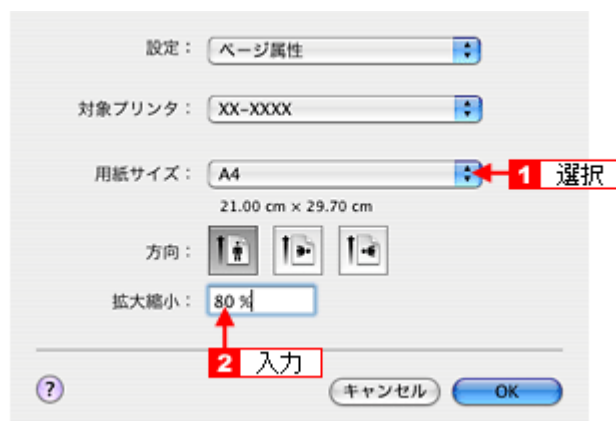 設定： ページ属性
対象プリンタ： XX-XXXX
用紙サイズ： A4
1 選択
21.00 cm × 29.70 cm
方向：
拡大縮小： 80 %
2 入力
? キャンセル OK